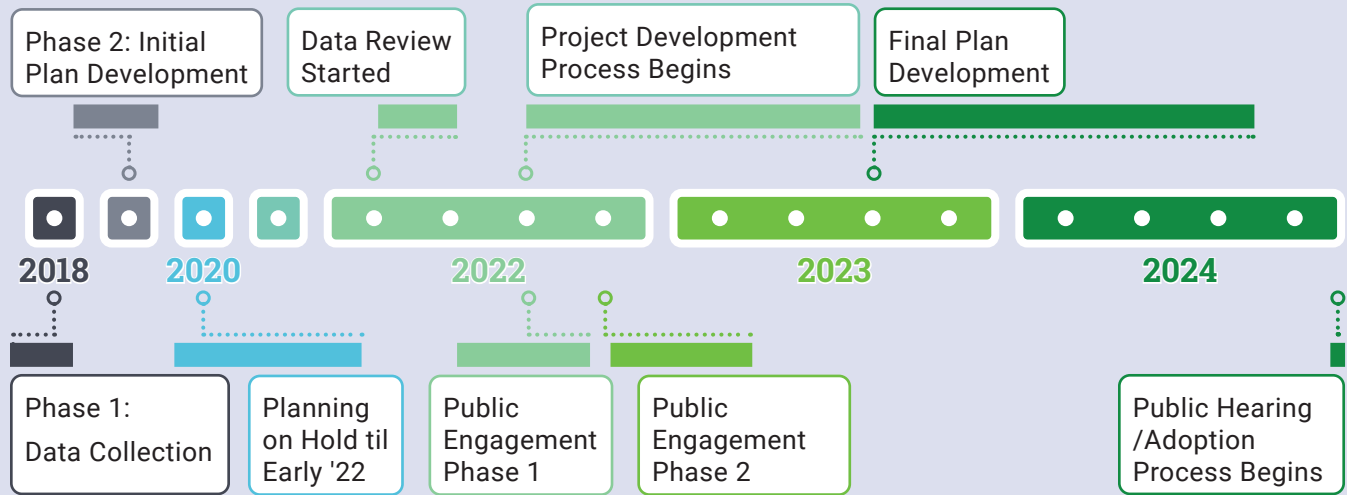 Phase 2: Initial
Plan Development
Data Review
Started
Project Development
Process Begins
Final Plan
Development
2018
2020
2022
2023
2024
Phase 1:
Data Collection
Planning
on Hold til
Early '22
Public
Engagement
Phase 1
Public
Engagement
Phase 2
Public Hearing
/Adoption
Process Begins